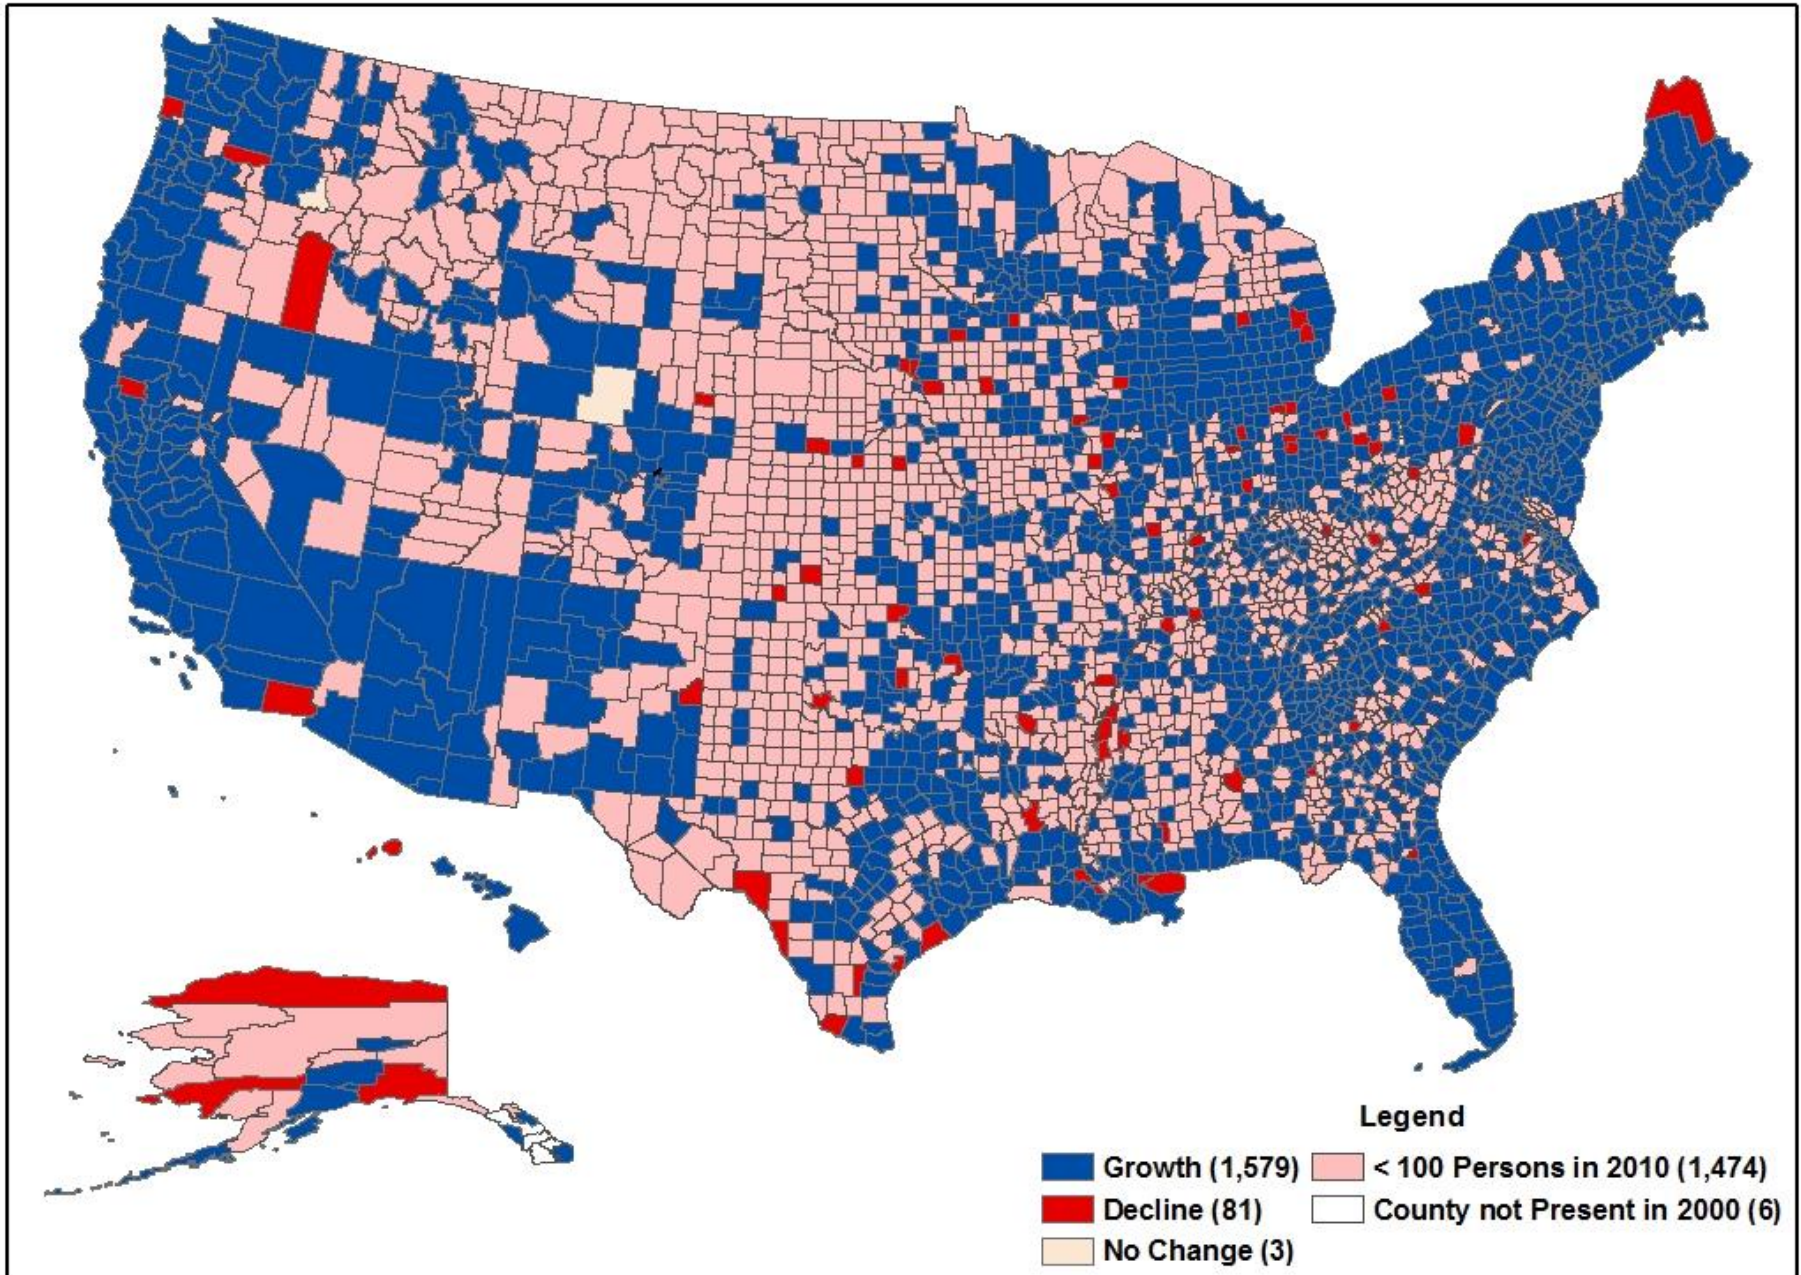 Legend
Growth (1,579)
< 100 Persons in 2010 (1,474)
Decline (81)
County not Present in 2000 (6)
No Change (3)